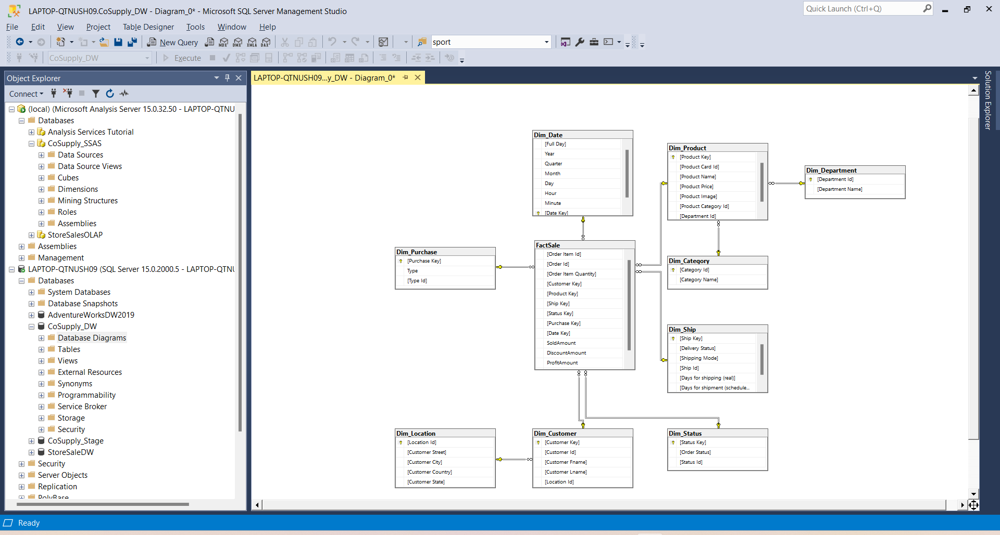 LAPTOP-QTNUSH09.CoSupply_DW - Diagram_0* - Microsoft SQL Server Management Studio
Quick Launch (Ctrl+Q)
File Edit View Project Table Designer Tools Window Help
New Query
MDX DMX XMLA DAX
sport
CoSupply_DW
Execute
Object Explorer
Connect
(local) (Microsoft Analysis Server 15.0.32.50 - LAPTOP-QTNU
Databases
Analysis Services Tutorial
CoSupply_SSAS
Data Sources
Data Source Views
Cubes
Dimensions
Mining Structures
Roles
Assemblies
StoreSalesOLAP
Assemblies
Management
LAPTOP-QTNUSH09 (SQL Server 15.0.2000.5 - LAPTOP-QTNU
Databases
System Databases
Database Snapshots
AdventureWorksDW2019
CoSupply_DW
Database Diagrams
Tables
Views
External Resources
Synonyms
Programmability
Service Broker
Storage
Security
CoSupply_Stage
StoreSaleDW
Security
Server Objects
Replication
PolyBase
LAPTOP-QTNUSH09...y_DW - Diagram_0*
Solution Explorer
Dim_Date
[Full Day]
Year
Quarter
Month
Day
Hour
Minute
[Date Key]
Dim_Product
[Product Key]
[Product Card Id]
[Product Name]
[Product Price]
[Product Image]
[Product Category Id]
[Department Id]
Dim_Department
[Department Id]
[Department Name]
Dim_Purchase
[Purchase Key]
Type
[Type Id]
FactSale
[Order Item Id]
[Order Id]
[Order Item Quantity]
[Customer Key]
[Product Key]
[Ship Key]
[Status Key]
[Purchase Key]
[Date Key]
SoldAmount
DiscountAmount
ProfitAmount
Dim_Category
[Category Id]
[Category Name]
Dim_Ship
[Ship Key]
[Delivery Status]
[Shipping Mode]
[Ship Id]
[Days for shipping (real)]
[Days for shipment (schedule...
Dim_Location
[Location Id]
[Customer Street]
[Customer City]
[Customer Country]
[Customer State]
Dim_Customer
[Customer Key]
[Customer Id]
[Customer Fname]
[Customer Lname]
[Location Id]
Dim_Status
[Status Key]
[Order Status]
[Status Id]
Ready